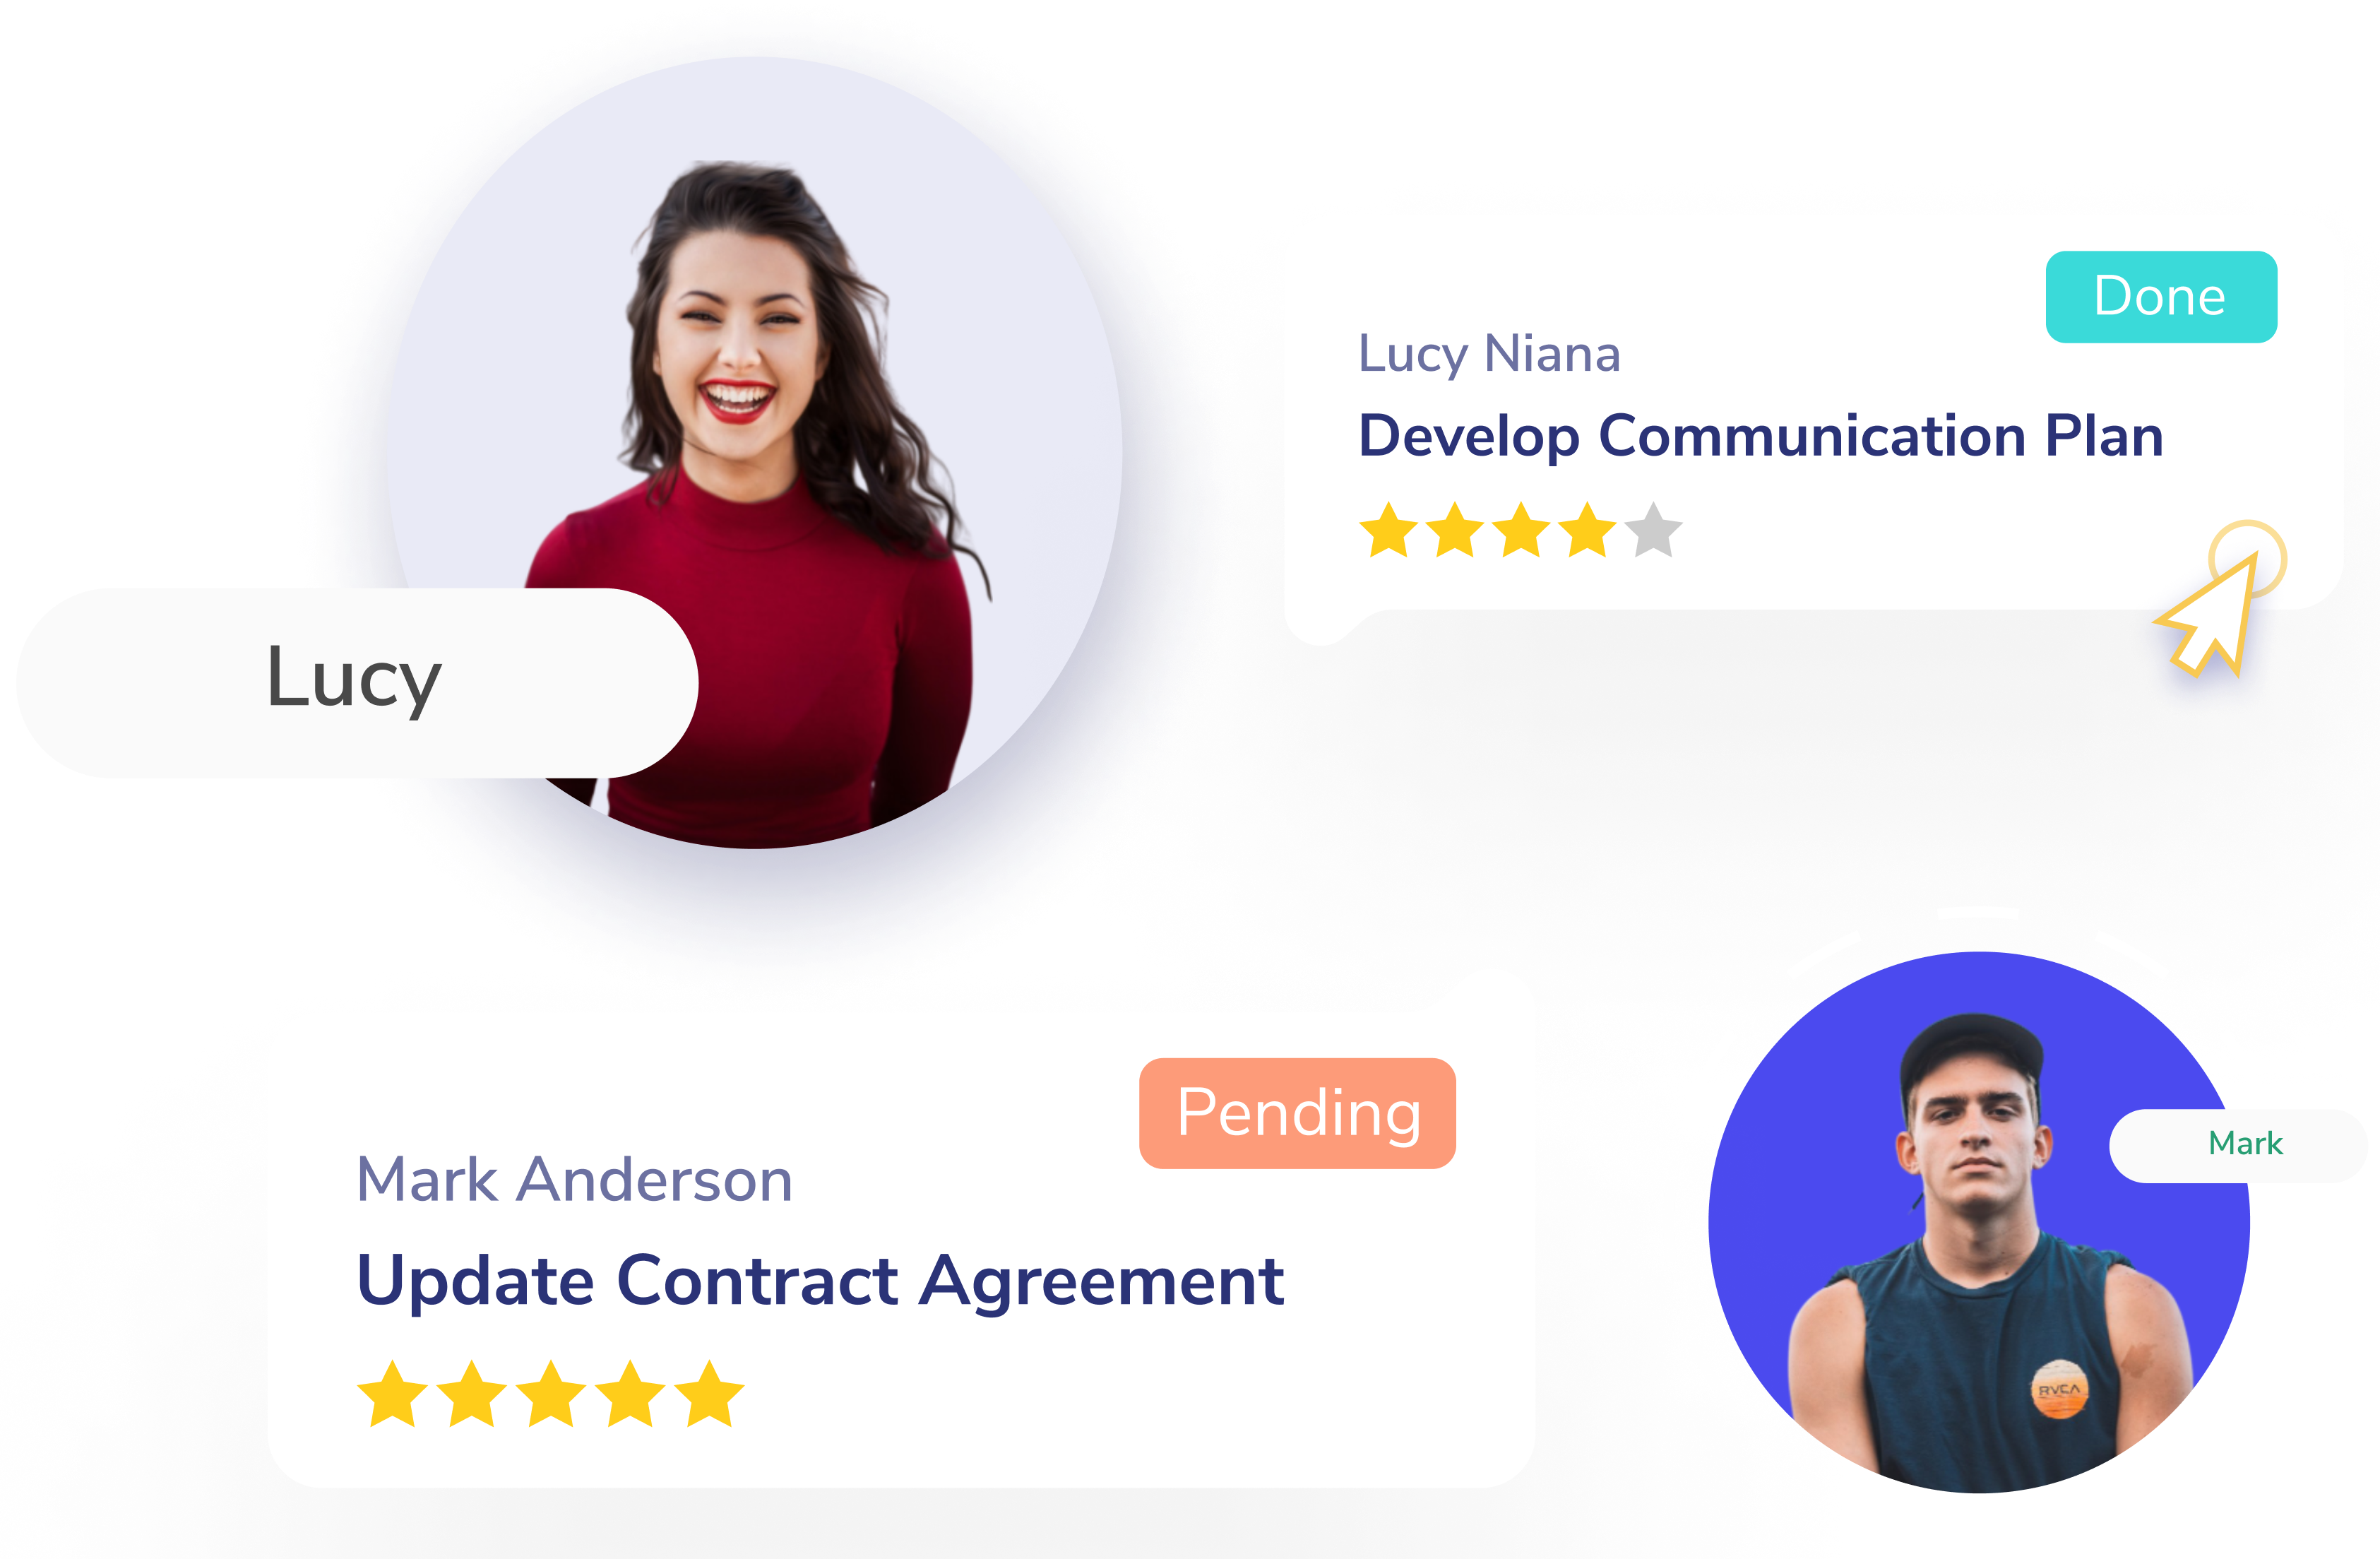 Done
Lucy Niana
Develop Communication Plan
Lucy
Pending
Mark Anderson
Update Contract Agreement
Mark
RVCA